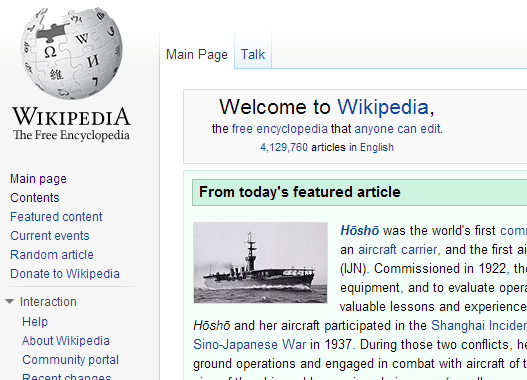 Ω
И
維
WIKIPEDIA
The Free Encyclopedia
Main page
Contents
Featured content
Current events
Random article
Donate to Wikipedia
Interaction
Help
About Wikipedia
Community portal
Recent changes
Main Page Talk
Welcome to Wikipedia,
the free encyclopedia that anyone can edit.
4,129,760 articles in English
From today's featured article
Hōshō was the world's first
an aircraft carrier, and the first
(IJN). Commissioned in 1922,
equipment, and to evaluate
valuable lessons and experience
Hōshō and her aircraft participated in the Shanghai
Sino-Japanese War in 1937. During those two conflicts,
ground operations and engaged in combat with aircraft of